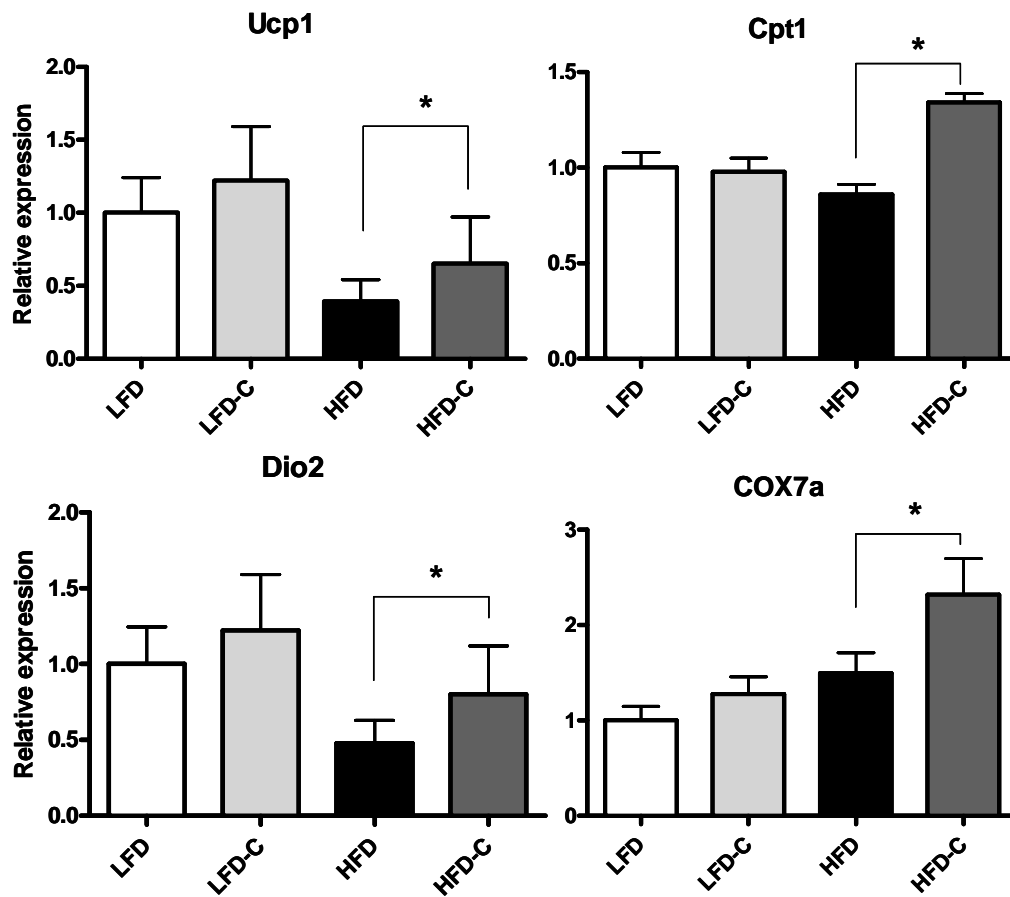 Ucp1
Relative expression
2.0
1.5
1.0
0.5
0.0
*
LFD
LFD-C
HFD
HFD-C
Cpt1
1.5
1.0
0.5
0.0
*
LFD
LFD-C
HFD
HFD-C
Dio2
Relative expression
2.0
1.5
1.0
0.5
0.0
*
LFD
LFD-C
HFD
HFD-C
COX7a
3
2
1
0
*
LFD
LFD-C
HFD
HFD-C